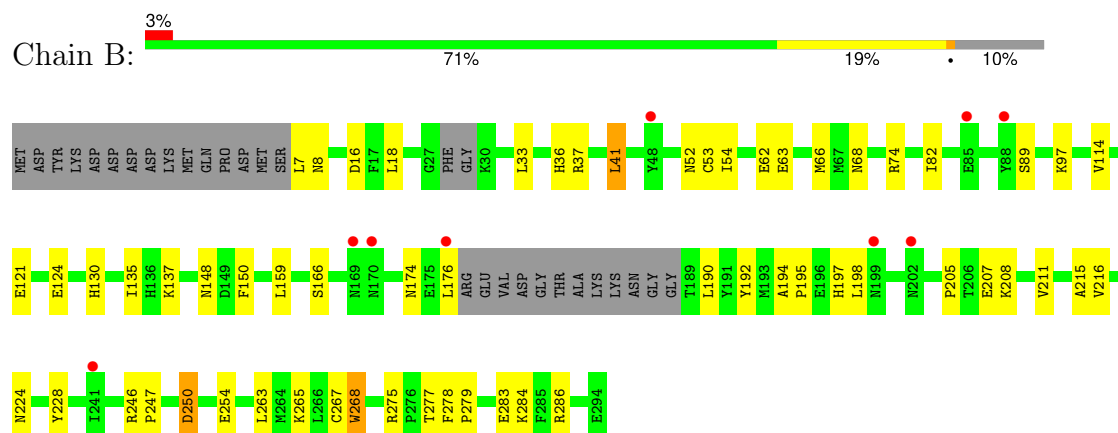 3%
Chain B:
71% 19% • 10%
MET ASP TYR LYS ASP ASP ASP ASP LYS MET GLN PRO ASP MET SER L7 N8 D16 F17 L18 G27 PHE GLY K30 L33 H36 R37 L41 Y48 N52 C53 I54 E62 E63 M66 M67 N68 R74 I82 E85 Y88 S89 K97 V114
E121 E124 H130 I135 H136 K137 N148 D149 F150 L159 S166 N169 N170 N174 E175 L176 ARG GLU VAL ASP GLY THR ALA LYS LYS ASN GLY GLY T189 L190 Y191 Y192 M193 A194 P195 E196 H197 L198 N199 N202 P205 T206 E207 K208 V211 A215 V216
N224 Y228 I241 R246 P247 D250 E254 L263 M264 K265 L266 C267 W268 R275 P276 T277 F278 P279 E283 K284 F285 R286 E294